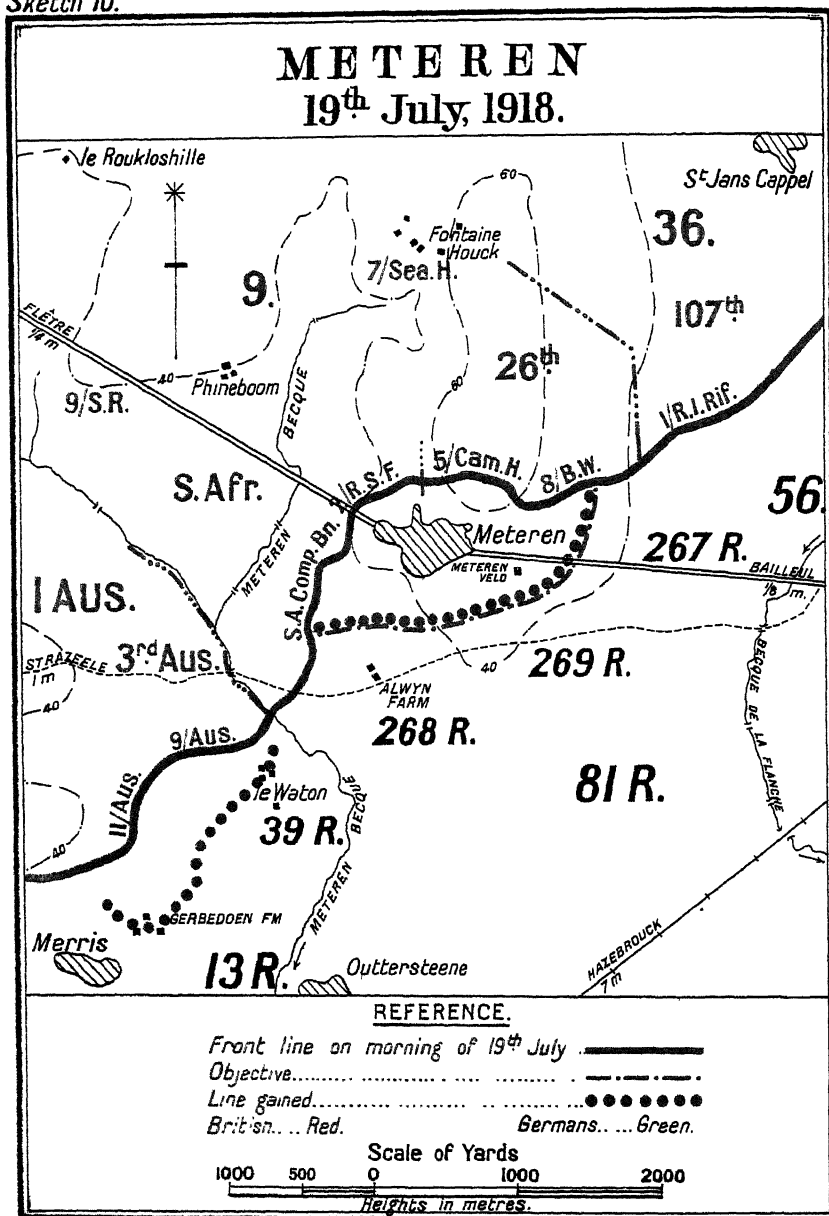 Sketch 10.
METEREN
19th July, 1918.
le Roukloshille
St Jans Cappel
Fontaine
Houck
36.
7/Sea.H.
9.
107th
FLÊTRE
1/4 m
26th
40
60
60
Phineboom
9/S.R.
BECQUE
1/R.I.Rif.
5/Cam.H.
8/B.W.
2/R.S.F.
S.Afr.
56.
Meteren
267 R.
METEREN
METEREN
VELD
BAILLEUL
m.
S.A.Comp.Bn.
1 AUS.
3rd Aus.
STRAZEELE
1 m
40
40
269 R.
ALWYN
FARM
268 R.
BECQUE DE LA FLANCHE
9/Aus.
81 R.
le Waton
11/Aus.
39 R.
METEREN BECQUE
40
GERBEDOEN FM
HAZEBROUCK
7 m
Merris
13 R.
Outtersteene
REFERENCE.
Front line on morning of 19th July
Objective
Line gained
British.... Red. Germans.... Green.
Scale of Yards
1000 500 0 1000 2000
Heights in metres.